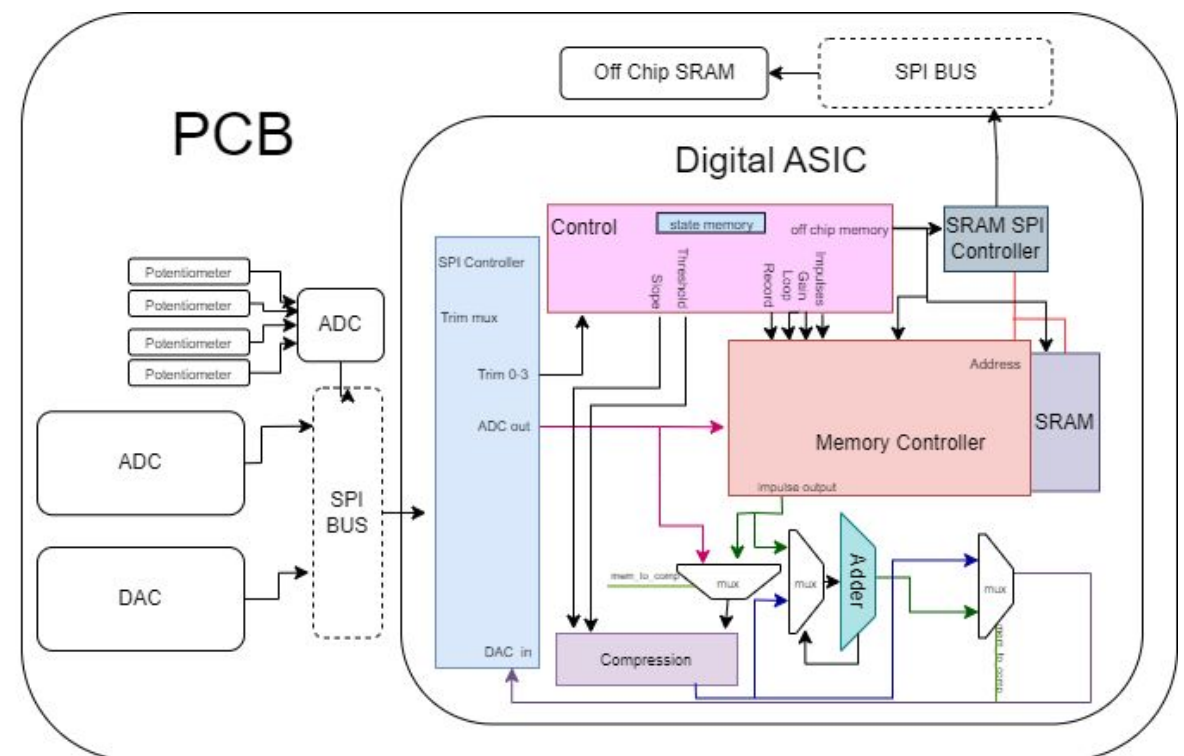 Off Chip SRAM
SPI BUS
PCB
Digital ASIC
Control
state memory
off chip memory
SRAM SPI
Controller
SPI Controller
Slope
Threshold
Record
Loop
Gain
Impulses
Potentiometer
Potentiometer
Potentiometer
Potentiometer
ADC
Trim mux
Trim 0-3
Address
ADC out
Memory Controller
SRAM
ADC
SPI
BUS
impulse output
DAC
mem_to_comp
mux
mux
Adder
mux
mem_to_comp
Compression
DAC in